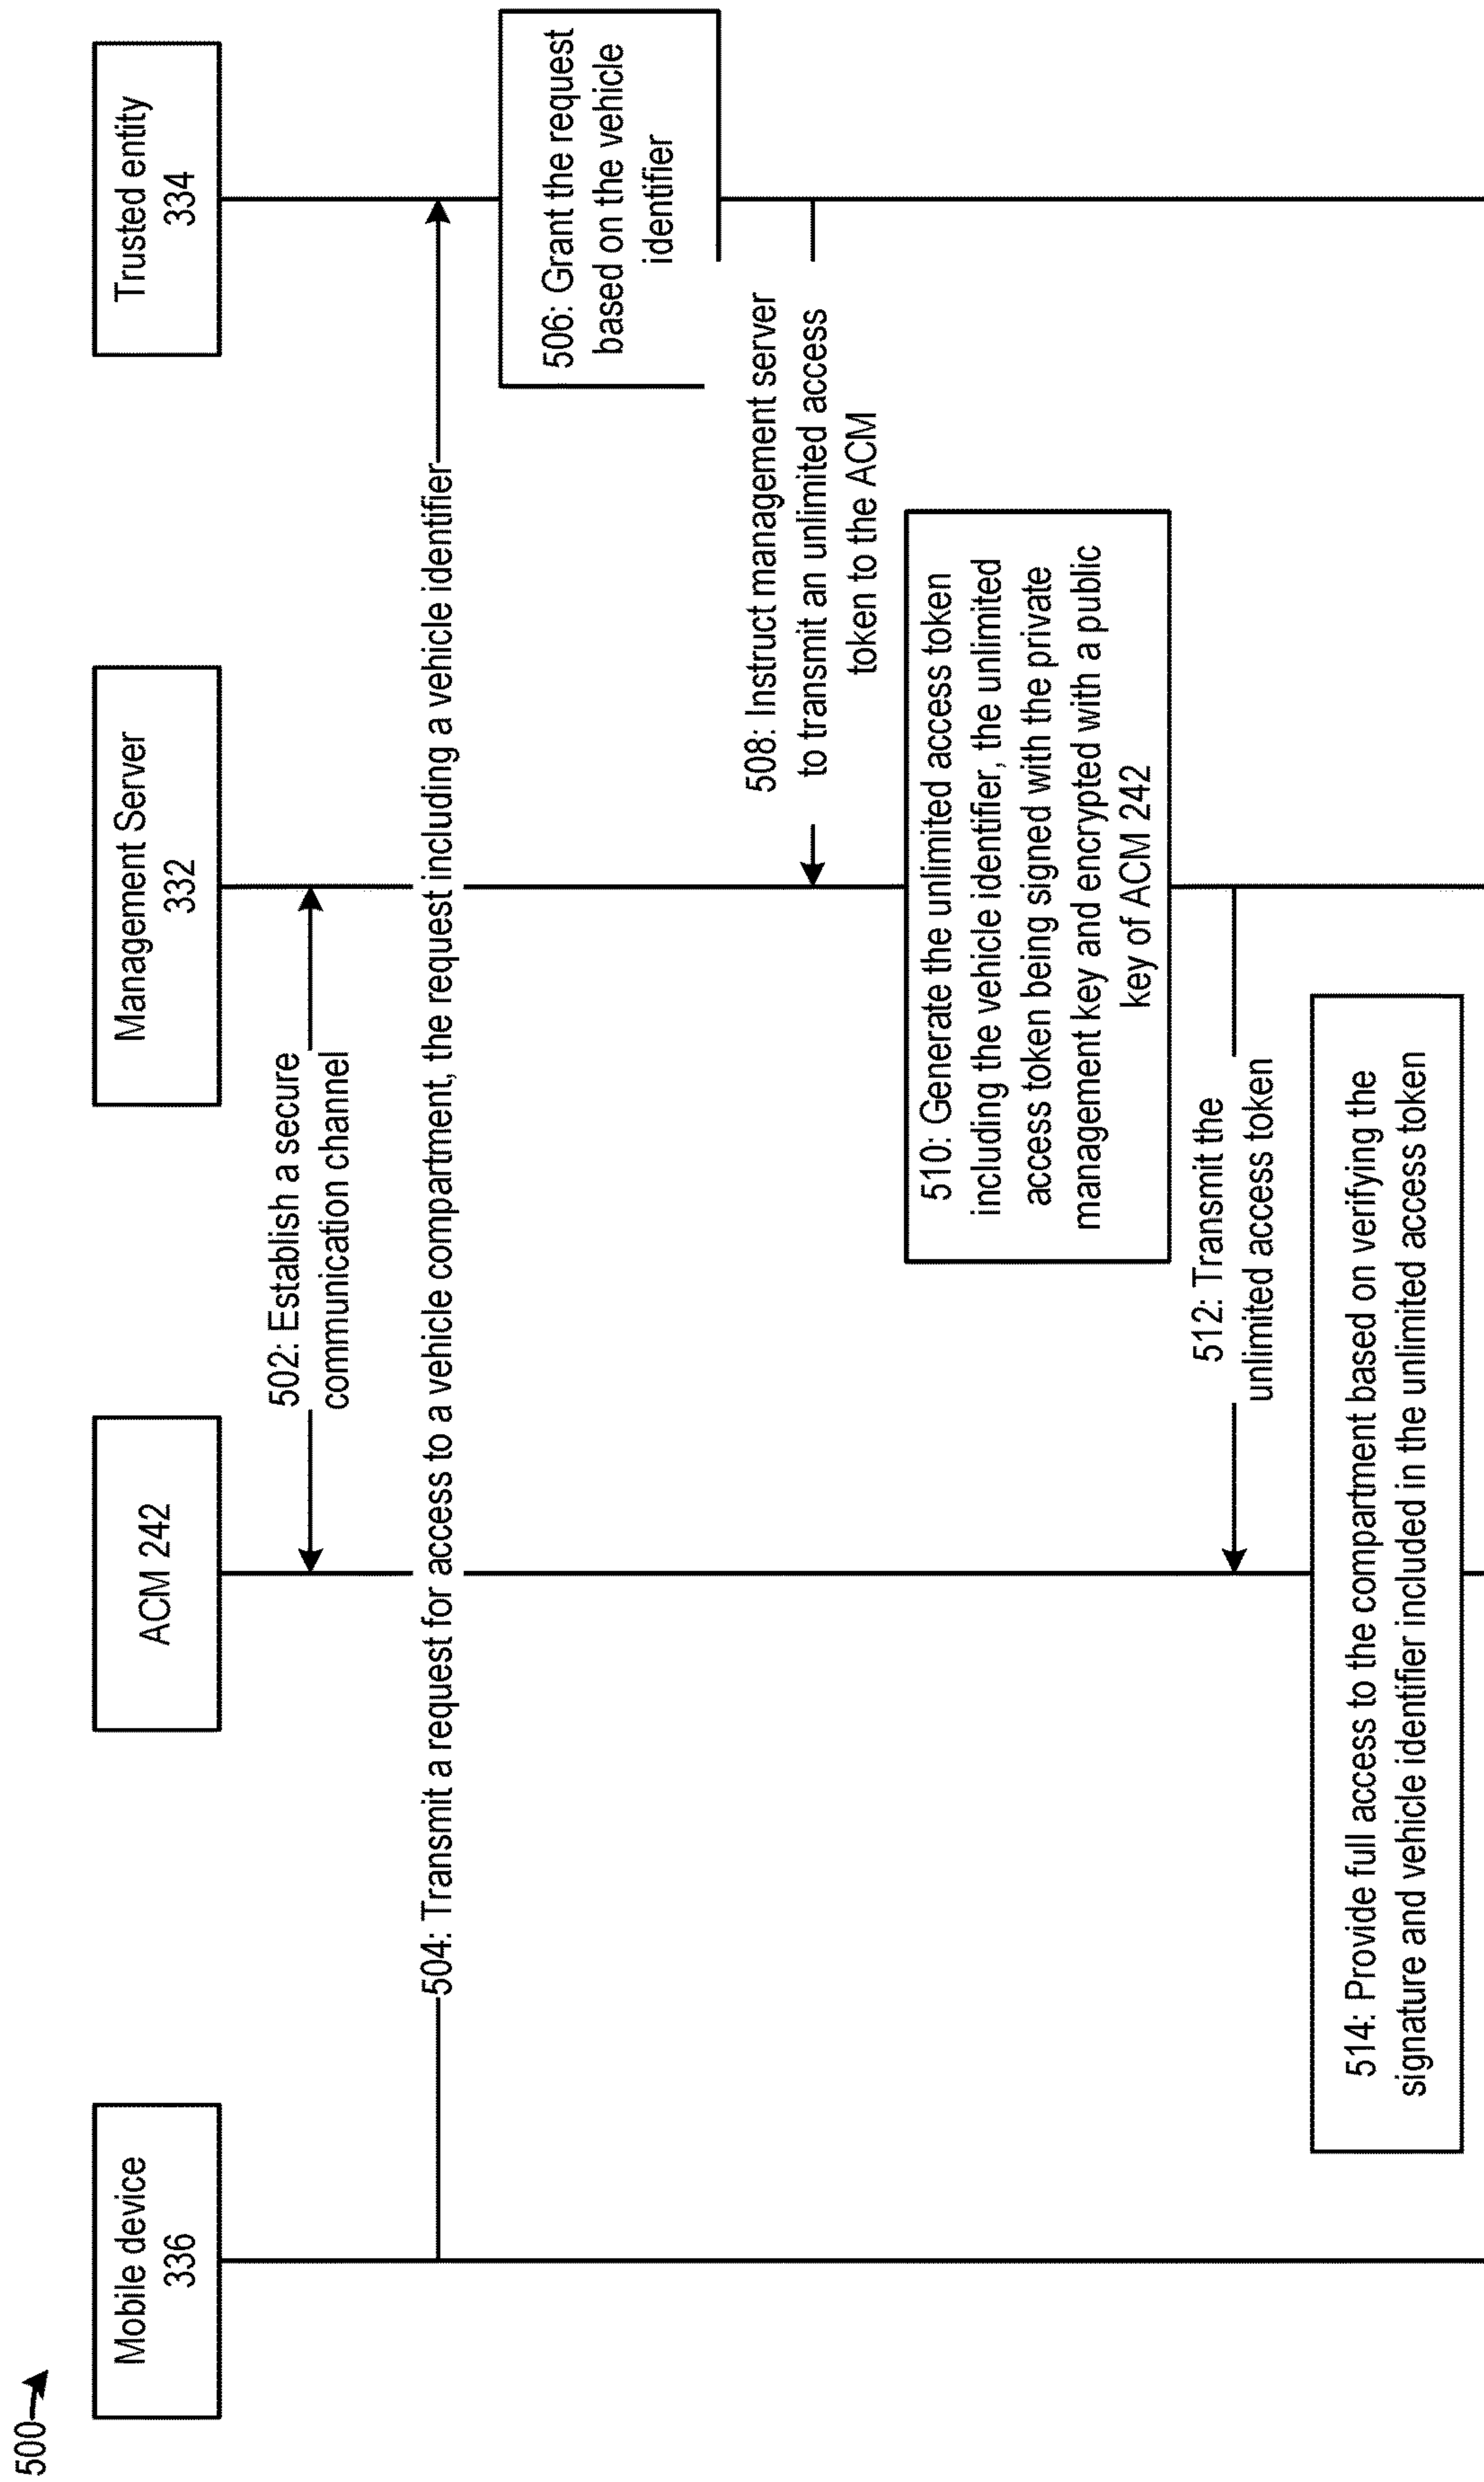 500
Mobile device
336
ACM 242
Management Server
332
Trusted entity
334
502: Establish a secure
communication channel
504: Transmit a request for access to a vehicle compartment, the request including a vehicle identifier
506: Grant the request
based on the vehicle
identifier
508: Instruct management server
to transmit an unlimited access
token to the ACM
510: Generate the unlimited access token
including the vehicle identifier, the unlimited
access token being signed with the private
management key and encrypted with a public
key of ACM 242
512: Transmit the
unlimited access token
514: Provide full access to the compartment based on verifying the
signature and vehicle identifier included in the unlimited access token